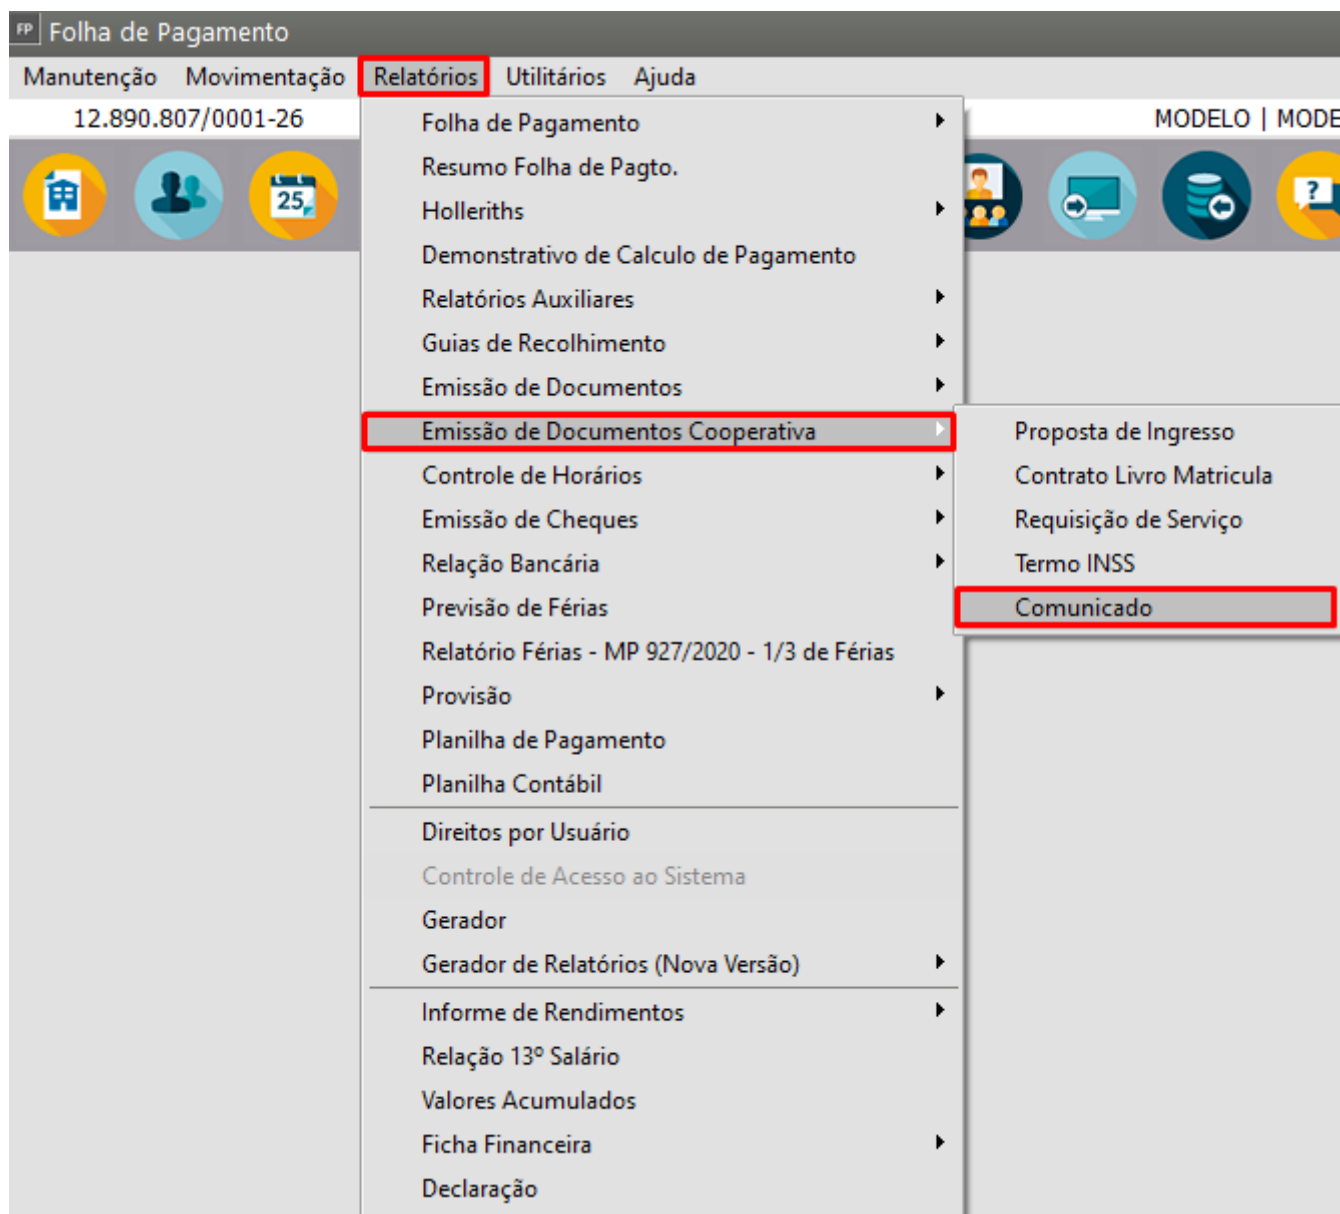 FP Folha de Pagamento
Manutenção Movimentação Relatórios Utilitários Ajuda
12.890.807/0001-26 MODELO | MODE
25
?
Folha de Pagamento
Resumo Folha de Pagto.
Holleriths
Demonstrativo de Calculo de Pagamento
Relatórios Auxiliares
Guias de Recolhimento
Emissão de Documentos
Emissão de Documentos Cooperativa
Controle de Horários
Emissão de Cheques
Relação Bancária
Previsão de Férias
Relatório Férias - MP 927/2020 - 1/3 de Férias
Provisão
Planilha de Pagamento
Planilha Contábil
Direitos por Usuário
Controle de Acesso ao Sistema
Gerador
Gerador de Relatórios (Nova Versão)
Informe de Rendimentos
Relação 13º Salário
Valores Acumulados
Ficha Financeira
Declaração
Proposta de Ingresso
Contrato Livro Matricula
Requisição de Serviço
Termo INSS
Comunicado